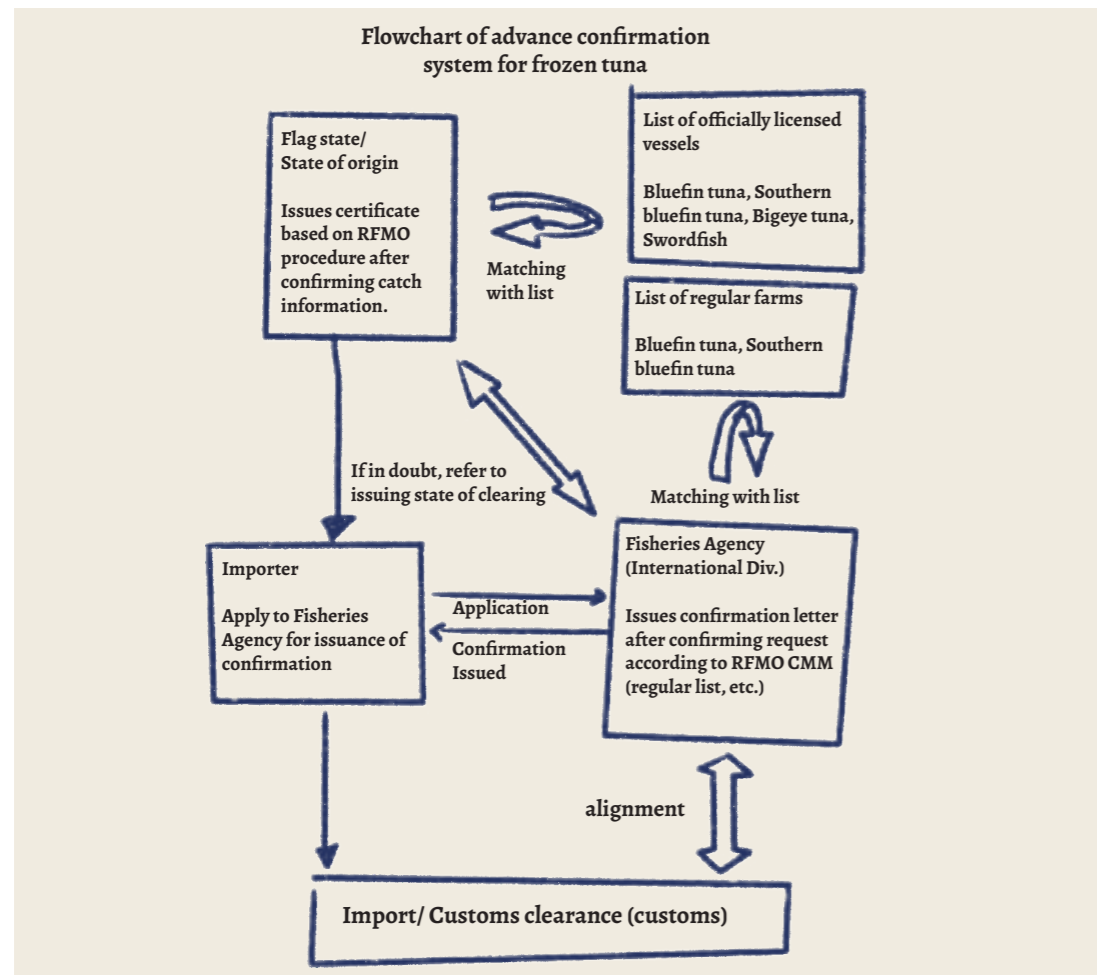 Flowchart of advance confirmation
system for frozen tuna
Flag state/
State of origin
Issues certificate
based on RFMO
procedure after
confirming catch
information.
Matching
with list
List of officially licensed
vessels
Bluefin tuna, Southern
bluefin tuna, Bigeye tuna,
Swordfish
List of regular farms
Bluefin tuna, Southern
bluefin tuna
If in doubt, refer to
issuing state of clearing
Matching with list
Importer
Apply to Fisheries
Agency for issuance of
confirmation
Application
Confirmation
Issued
Fisheries Agency
(International Div.)
Issues confirmation letter
after confirming request
according to RFMO CMM
(regular list, etc.)
alignment
Import/ Customs clearance (customs)